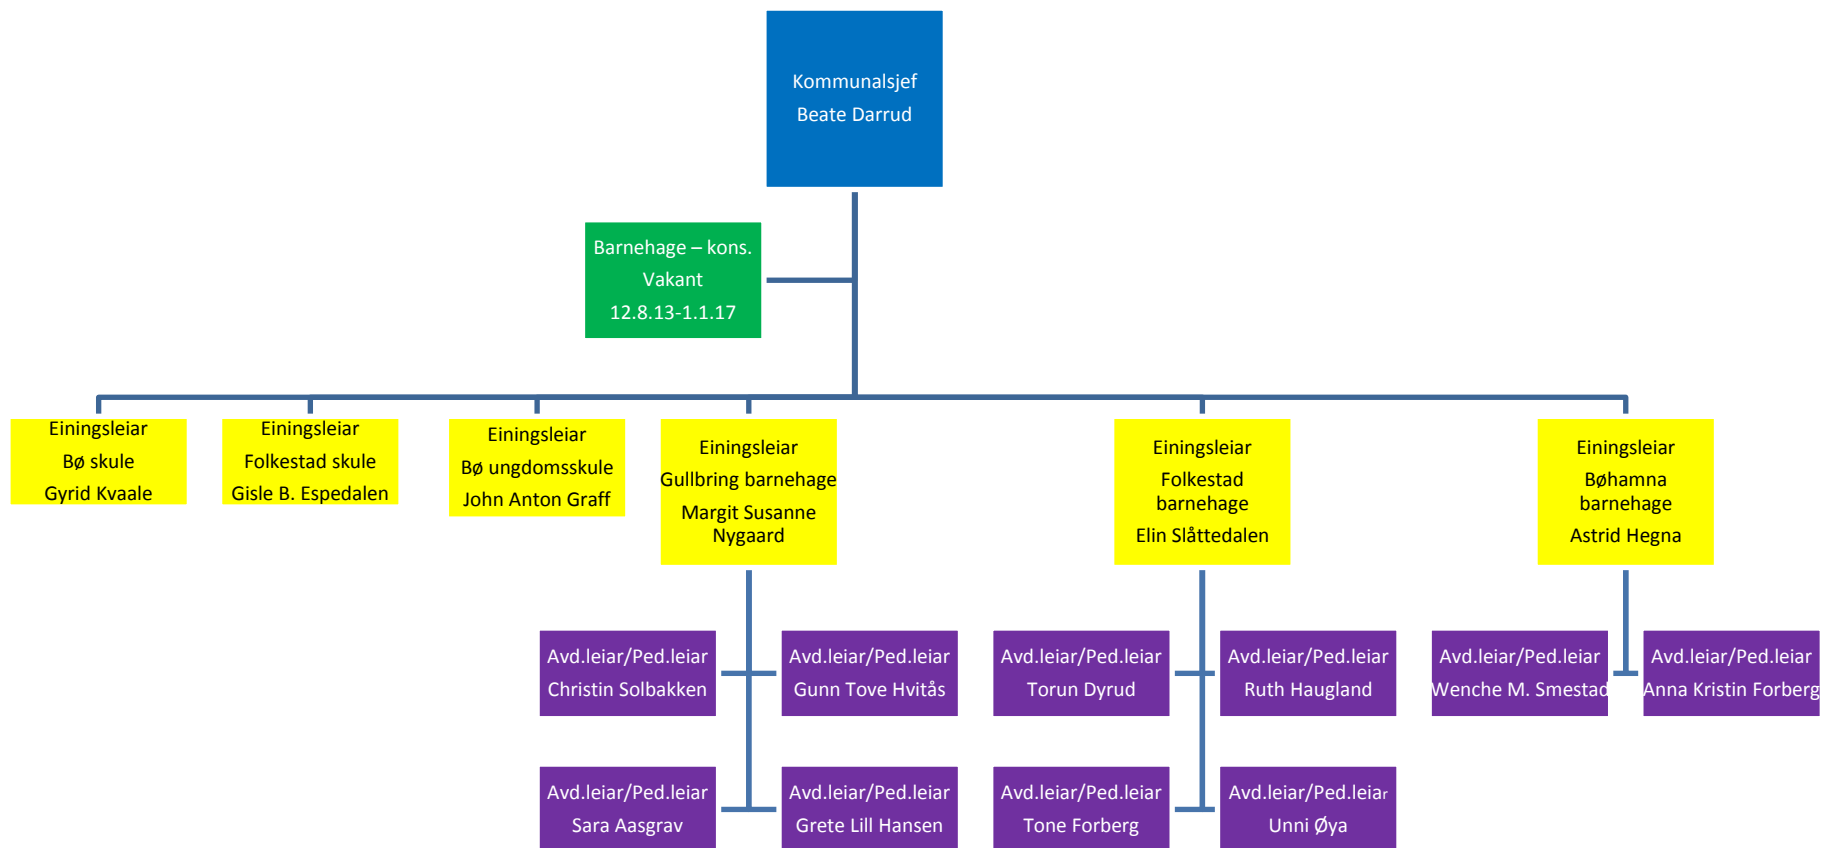 Kommunalsjef
Beate Darrud
Barnehage – kons.
Vakant
12.8.13-1.1.17
Einingsleiar
Bø skule
Gyrid Kvaale
Einingsleiar
Folkestad skule
Gisle B. Espedalen
Einingsleiar
Bø ungdomsskule
John Anton Graff
Einingsleiar
Gullbring barnehage
Margit Susanne
Nygaard
Einingsleiar
Folkestad
barnehage
Elin Slåttedalen
Einingsleiar
Bøhamna
barnehage
Astrid Hegna
Avd.leiar/Ped.leiar
Christin Solbakken
Avd.leiar/Ped.leiar
Gunn Tove Hvitås
Avd.leiar/Ped.leiar
Torun Dyrud
Avd.leiar/Ped.leiar
Ruth Haugland
Avd.leiar/Ped.leiar
Wenche M. Smestad
Avd.leiar/Ped.leiar
Anna Kristin Forberg
Avd.leiar/Ped.leiar
Sara Aasgrav
Avd.leiar/Ped.leiar
Grete Lill Hansen
Avd.leiar/Ped.leiar
Tone Forberg
Avd.leiar/Ped.leiar
Unni Øya